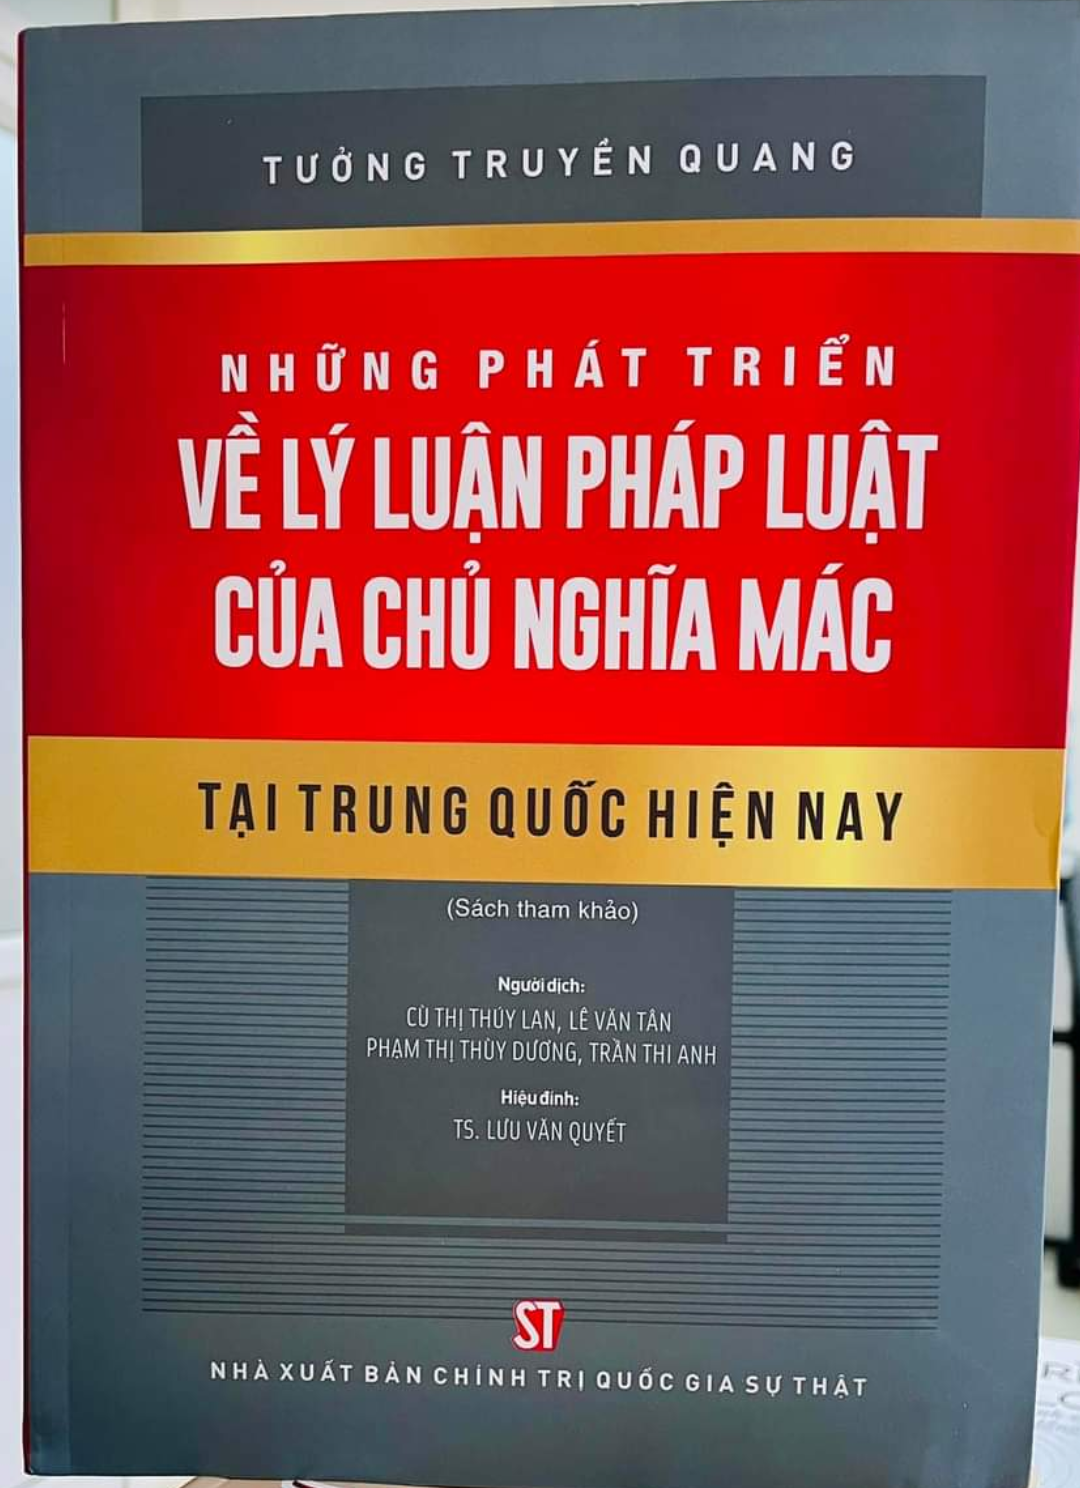 TƯỞNG TRUYỀN QUANG
NHỮNG PHÁT TRIỂN
VỀ LÝ LUẬN PHÁP LUẬT
CỦA CHỦ NGHĨA MÁC
TẠI TRUNG QUỐC HIỆN NAY
(Sách tham khảo)
Người dịch:
CÙ THỊ THÚY LAN, LÊ VĂN TÂN
PHẠM THỊ THÙY DƯƠNG, TRẦN THI ANH
Hiệu đính:
TS. LƯU VĂN QUYẾT
ST
NHÀ XUẤT BẢN CHÍNH TRỊ QUỐC GIA SỰ THẬT